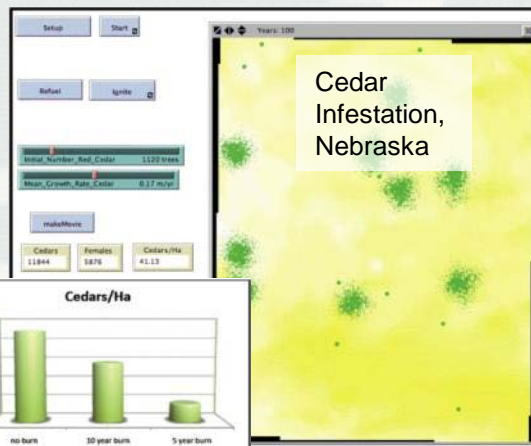 Setup
Start
Years: 100
Refuel
Ignite
Cedar
Infestation,
Nebraska
Initial_Number_Red_Cedar 1120 trees
Mean_Growth_Rate_Cedar 0.17 m/yr
makeMovie
Cedars Females Cedars/Ha
11844 5876 41.13
Cedars/Ha
no burn 10 year burn 5 year burn